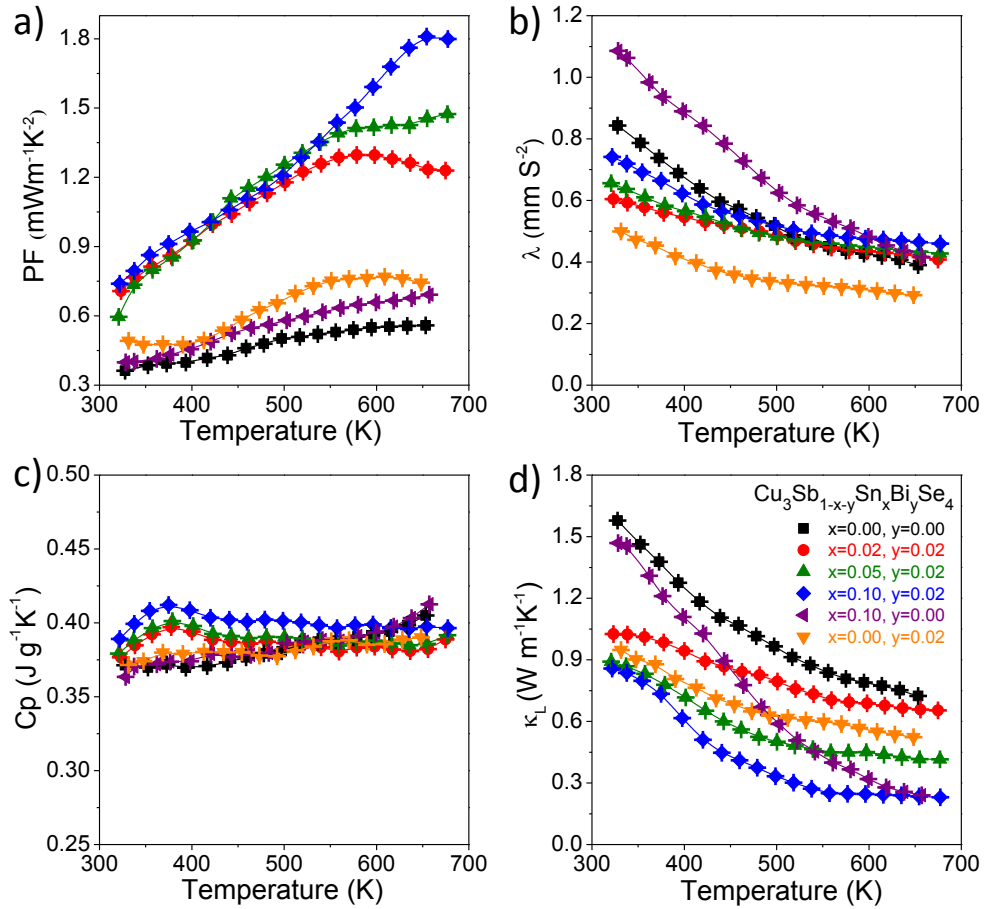 a)
1.8
1.5
1.2
0.9
0.6
0.3
PF (mWm⁻¹K⁻²)
300 400 500 600 700
Temperature (K)
b)
1.2
1.0
0.8
0.6
0.4
0.2
0.0
λ (mm S⁻²)
300 400 500 600 700
Temperature (K)
c)
0.50
0.45
0.40
0.35
0.30
0.25
Cp (J g⁻¹K⁻¹)
300 400 500 600 700
Temperature (K)
d)
1.8
1.5
1.2
0.9
0.6
0.3
0.0
κL (W m⁻¹K⁻¹)
Cu₃Sb₁₋ₓ₋ᵧSnₓBiᵧSe₄
x=0.00, y=0.00
x=0.02, y=0.02
x=0.05, y=0.02
x=0.10, y=0.02
x=0.10, y=0.00
x=0.00, y=0.02
300 400 500 600 700
Temperature (K)